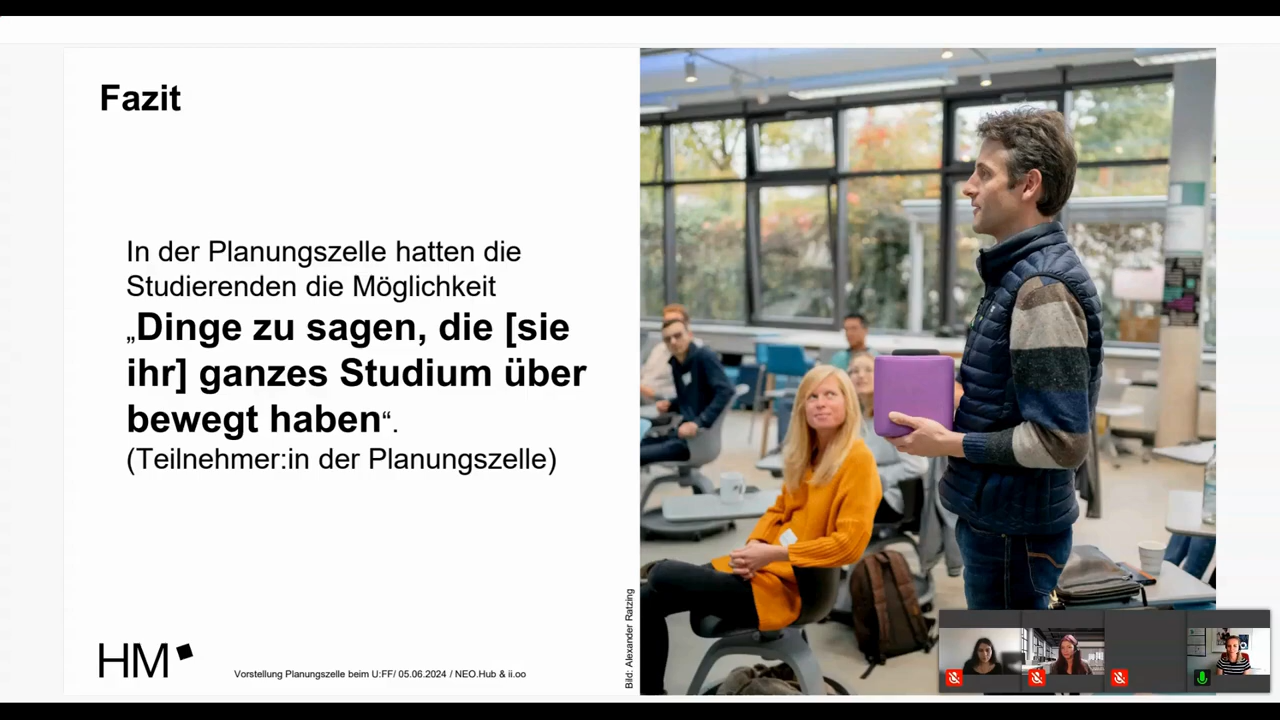 Fazit
In der Planungszelle hatten die
Studierenden die Möglichkeit
„Dinge zu sagen, die [sie
ihr] ganzes Studium über
bewegt haben“.
(Teilnehmer:in der Planungszelle)
Bild: Alexander Ratzing
HM
Vorstellung Planungszelle beim U:FF/ 05.06.2024 / NEO.Hub & ii.oo